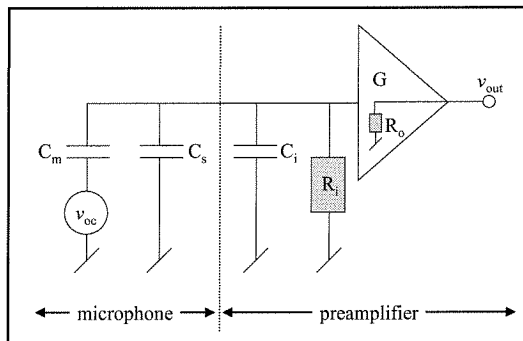 G
v_out
R_o
C_m
C_s
C_i
R_i
v_oc
microphone
preamplifier